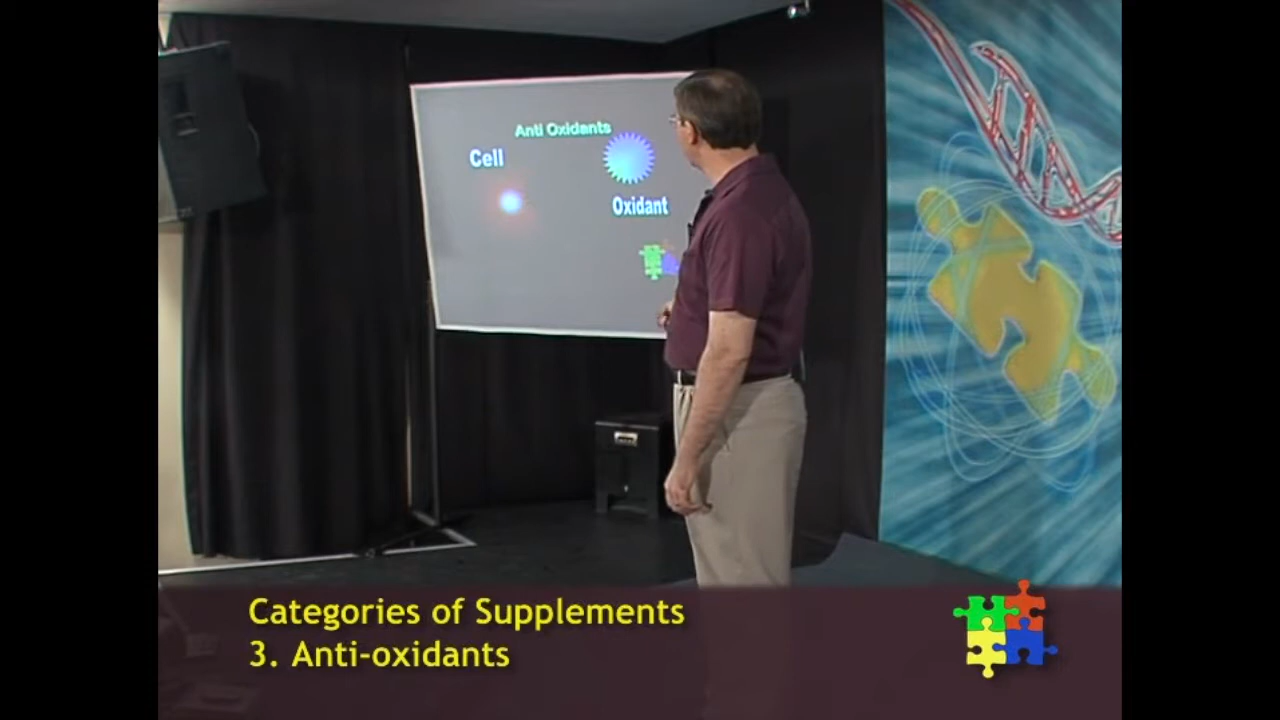 Anti Oxidants
Cell
Oxidant
Categories of Supplements
3. Anti-oxidants